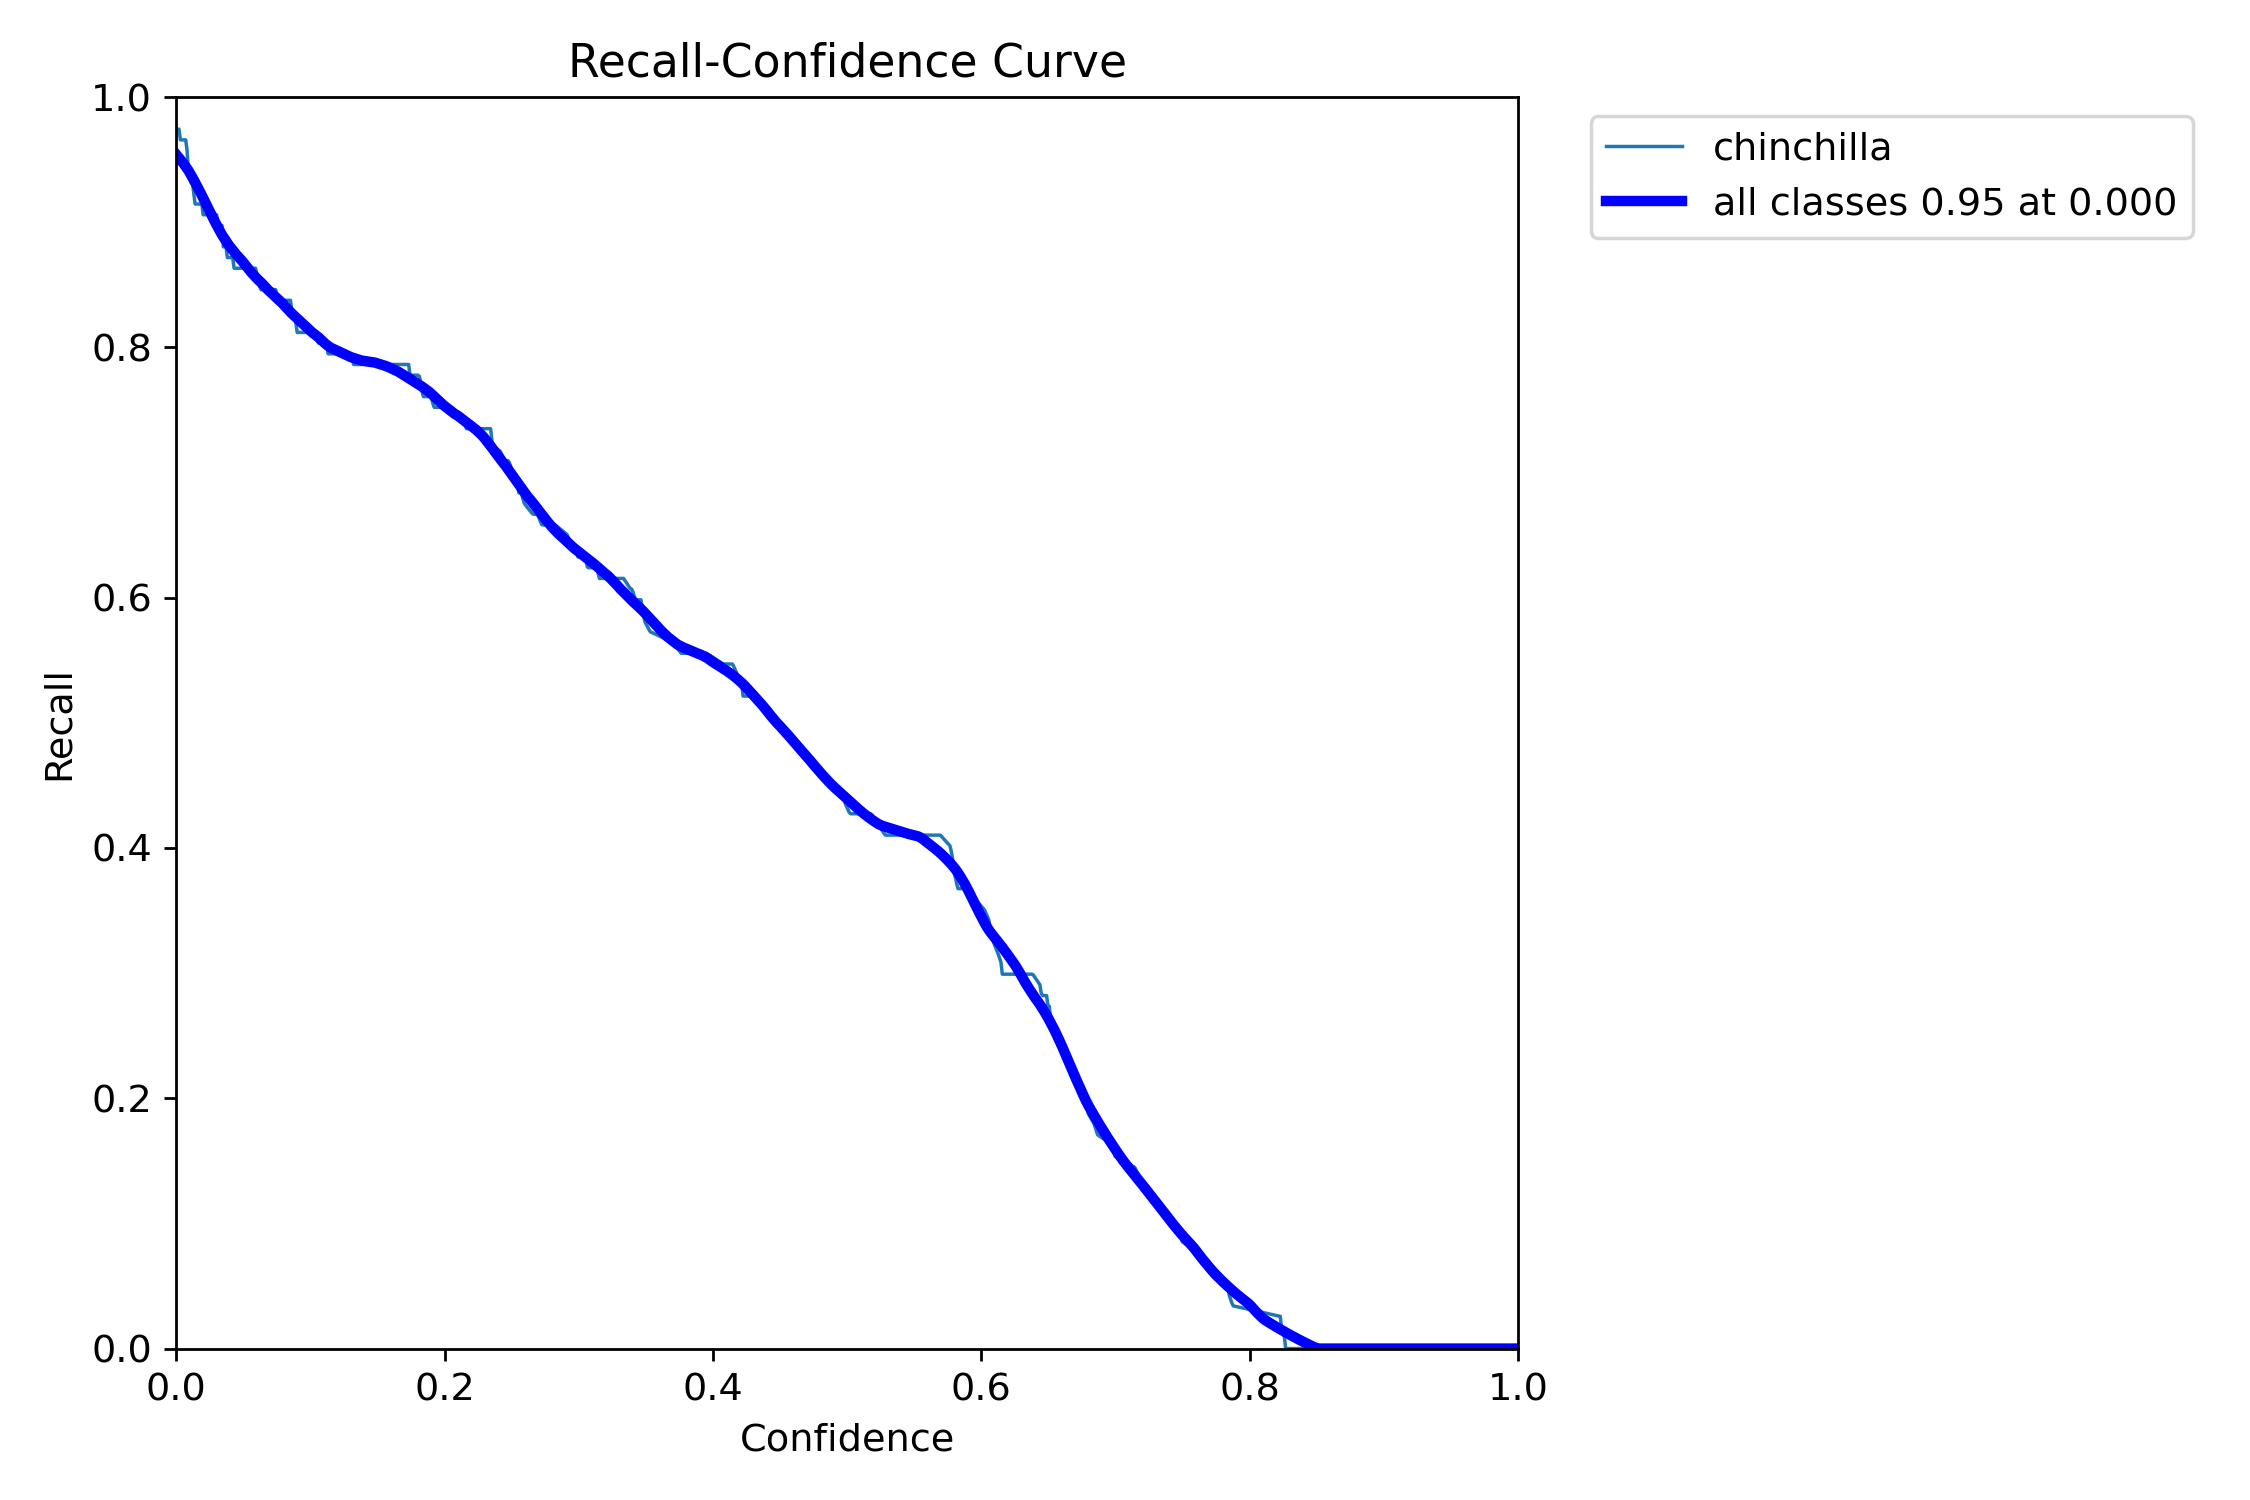 Recall-Confidence Curve
chinchilla
all classes 0.95 at 0.000
1.0
0.8
0.6
0.4
0.2
0.0
Recall
0.0 0.2 0.4 0.6 0.8 1.0
Confidence